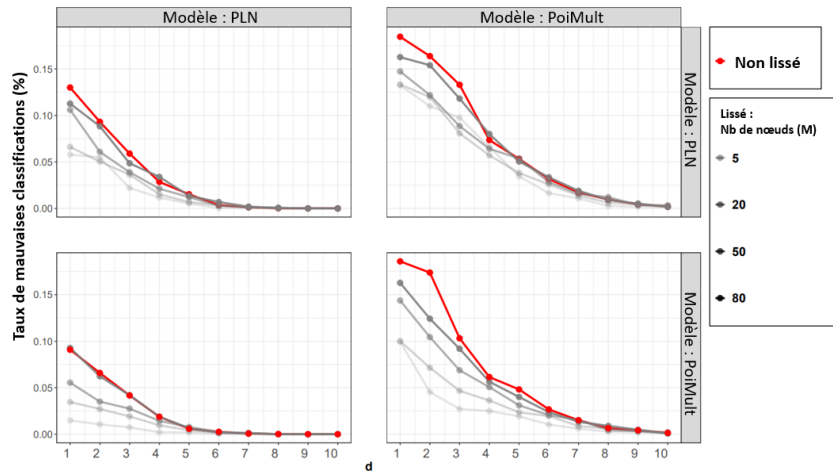 Modèle : PLN
Modèle : PoiMult
Taux de mauvaises classifications (%)
0.15
0.10
0.05
0.00
Modèle : PLN
0.15
0.10
0.05
0.00
Modèle : PoiMult
1 2 3 4 5 6 7 8 9 10
1 2 3 4 5 6 7 8 9 10
d
Non lissé
Lissé :
Nb de nœuds (M)
5
20
50
80